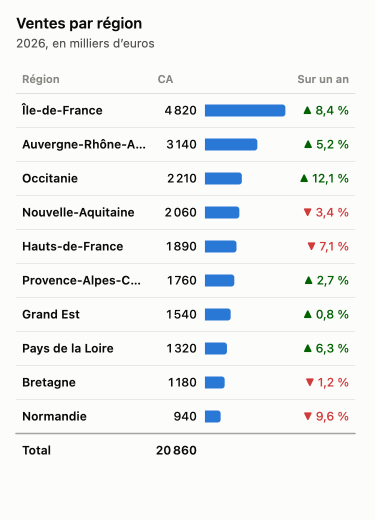 Ventes par région
2026, en milliers d’euros
Région CA Sur un an
Île-de-France 4 820 ▲ 8,4 %
Auvergne-Rhône-A... 3 140 ▲ 5,2 %
Occitanie 2 210 ▲ 12,1 %
Nouvelle-Aquitaine 2 060 ▼ 3,4 %
Hauts-de-France 1 890 ▼ 7,1 %
Provence-Alpes-C... 1 760 ▲ 2,7 %
Grand Est 1 540 ▲ 0,8 %
Pays de la Loire 1 320 ▲ 6,3 %
Bretagne 1 180 ▼ 1,2 %
Normandie 940 ▼ 9,6 %
Total 20 860